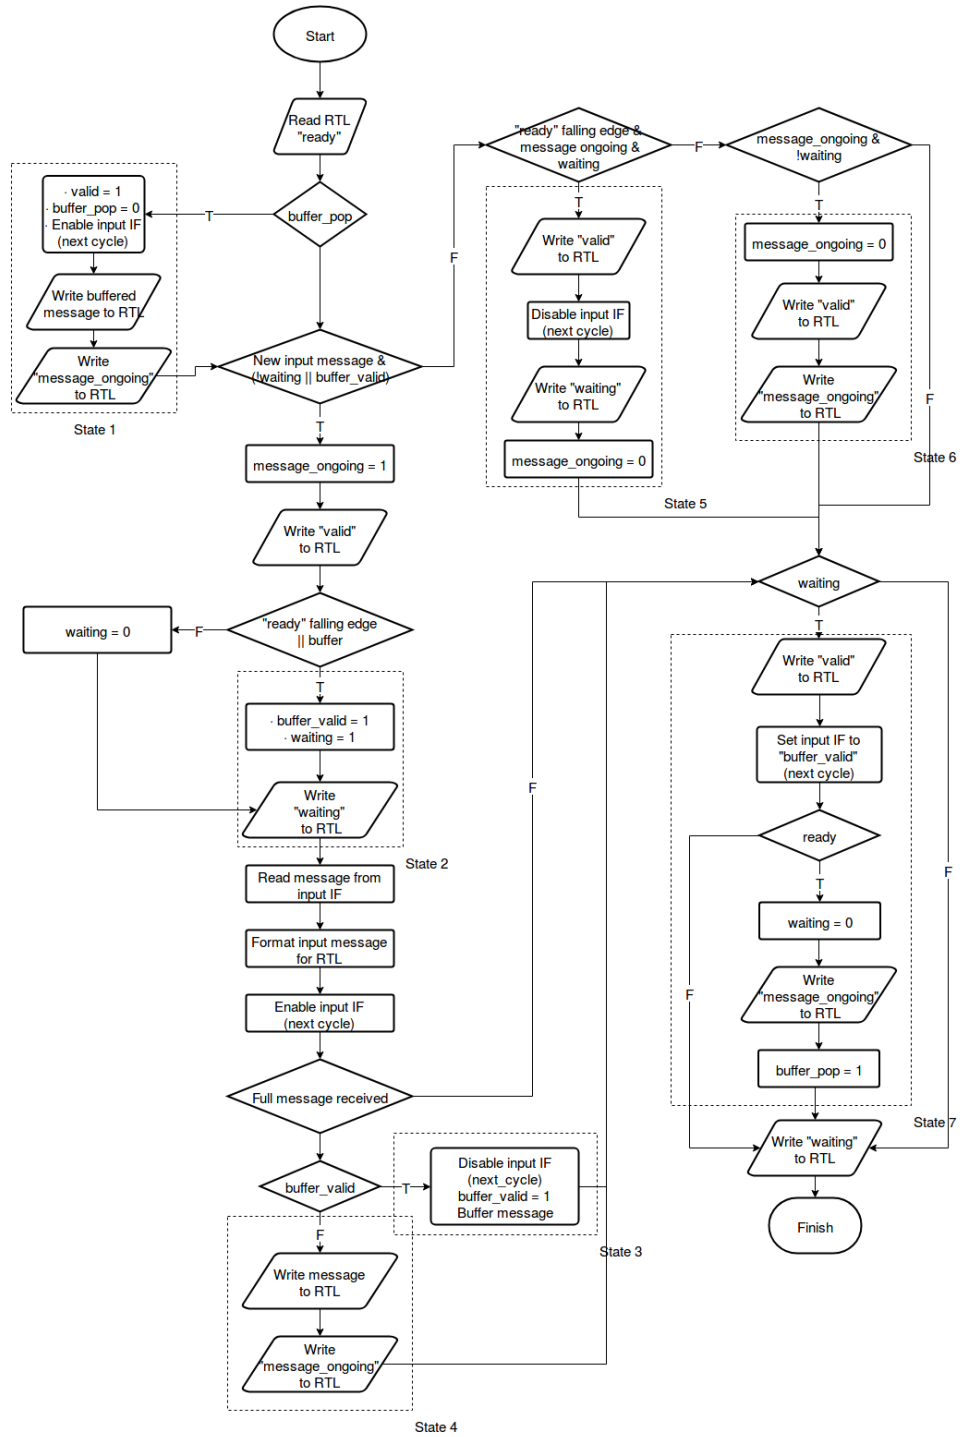 Start
Read RTL
"ready"
buffer_pop
T
· valid = 1
· buffer_pop = 0
· Enable input IF
(next cycle)
Write buffered
message to RTL
Write
"message_ongoing"
to RTL
State 1
New input message &
(!waiting || buffer_valid)
F
T
message_ongoing = 1
Write "valid"
to RTL
"ready" falling edge
|| buffer
F
waiting = 0
T
· buffer_valid = 1
· waiting = 1
Write
"waiting"
to RTL
State 2
Read message from
input IF
Format input message
for RTL
Enable input IF
(next cycle)
Full message received
F
buffer_valid
T
Disable input IF
(next_cycle)
buffer_valid = 1
Buffer message
State 3
F
Write message
to RTL
Write
"message_ongoing"
to RTL
State 4
"ready" falling edge &
message ongoing &
waiting
F
T
Write "valid"
to RTL
Disable input IF
(next cycle)
Write "waiting"
to RTL
message_ongoing = 0
State 5
message_ongoing &
!waiting
T
F
message_ongoing = 0
Write "valid"
to RTL
Write
"message_ongoing"
to RTL
State 6
waiting
T
F
Write "valid"
to RTL
Set input IF to
"buffer_valid"
(next cycle)
ready
T
F
waiting = 0
Write
"message_ongoing"
to RTL
buffer_pop = 1
State 7
Write "waiting"
to RTL
Finish